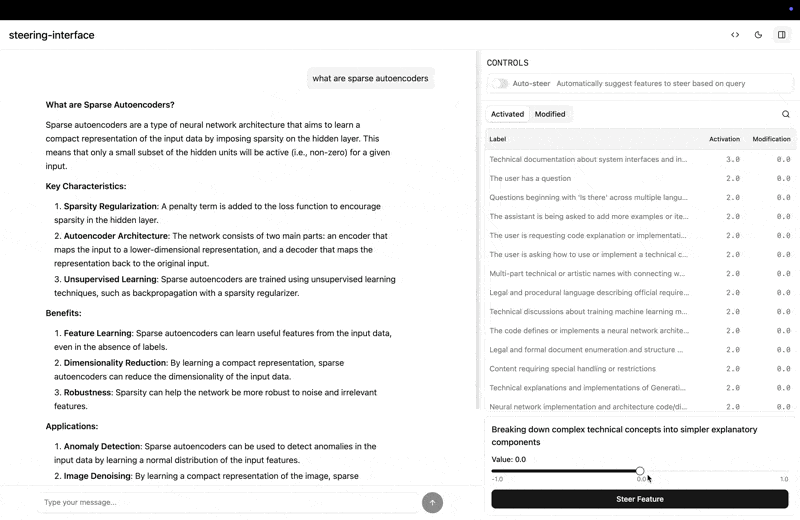 steering-interface
what are sparse autoencoders
What are Sparse Autoencoders?
Sparse autoencoders are a type of neural network architecture that aims to learn a
compact representation of the input data by imposing sparsity on the hidden layer. This
means that only a small subset of the hidden units will be active (i.e., non-zero) for a given
input.
Key Characteristics:
1. Sparsity Regularization: A penalty term is added to the loss function to encourage
sparsity in the hidden layer.
2. Autoencoder Architecture: The network consists of two main parts: an encoder that
maps the input to a lower-dimensional representation, and a decoder that maps the
representation back to the original input.
3. Unsupervised Learning: Sparse autoencoders are trained using unsupervised learning
techniques, such as backpropagation with a sparsity regularizer.
Benefits:
1. Feature Learning: Sparse autoencoders can learn useful features from the input data,
even in the absence of labels.
2. Dimensionality Reduction: By learning a compact representation, sparse
autoencoders can reduce the dimensionality of the input data.
3. Robustness: Sparsity can help the network be more robust to noise and irrelevant
features.
Applications:
1. Anomaly Detection: Sparse autoencoders can be used to detect anomalies in the
input data by learning a normal distribution of the input features.
2. Image Denoising: By learning a compact representation of the image, sparse
Type your message...
CONTROLS
Auto-steer Automatically suggest features to steer based on query
Activated Modified
Label Activation Modification
Technical documentation about system interfaces and in... 3.0 0.0
The user has a question 2.0 0.0
Questions beginning with 'Is there' across multiple langu... 2.0 0.0
The assistant is being asked to add more examples or ite... 2.0 0.0
The user is requesting code explanation or implementati... 2.0 0.0
The user is asking how to use or implement a technical c... 2.0 0.0
Multi-part technical or artistic names with connecting w... 2.0 0.0
Legal and procedural language describing official require... 2.0 0.0
Technical discussions about training machine learning m... 2.0 0.0
The code defines or implements a neural network archite... 2.0 0.0
Legal and formal document enumeration and structure ... 2.0 0.0
Content requiring special handling or restrictions 2.0 0.0
Technical explanations and implementations of Generati... 2.0 0.0
Neural network implementation and architecture code/di... 2.0 0.0
Breaking down complex technical concepts into simpler explanatory
components
Value: 0.0
-1.0 0.0 1.0
Steer Feature